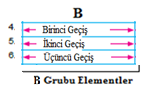 B
4. Birinci Geçiş
5. İkinci Geçiş
6. Üçüncü Geçiş
B Grubu Elementler